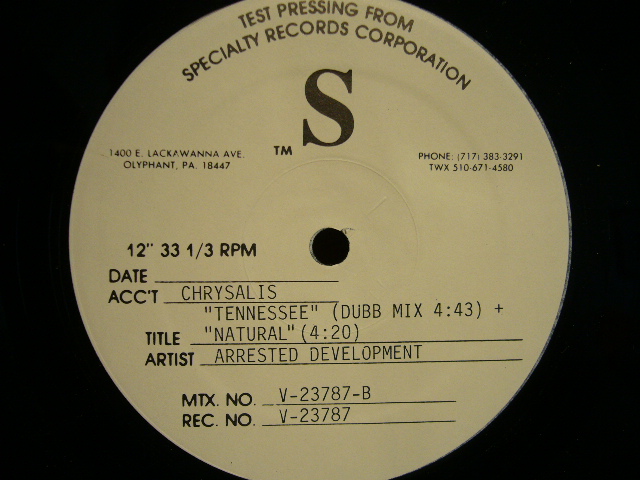 TEST PRESSING FROM
SPECIALTY RECORDS CORPORATION
S
TM
1400 E. LACKAWANNA AVE.
OLYPHANT, PA. 18447
PHONE: (717) 383-3291
TWX 510-671-4580
12" 33 1/3 RPM
DATE
ACC'T CHRYSALIS
"TENNESSEE" (DUBB MIX 4:43) +
TITLE "NATURAL" (4:20)
ARTIST ARRESTED DEVELOPMENT
MTX. NO. V-23787-B
REC. NO. V-23787